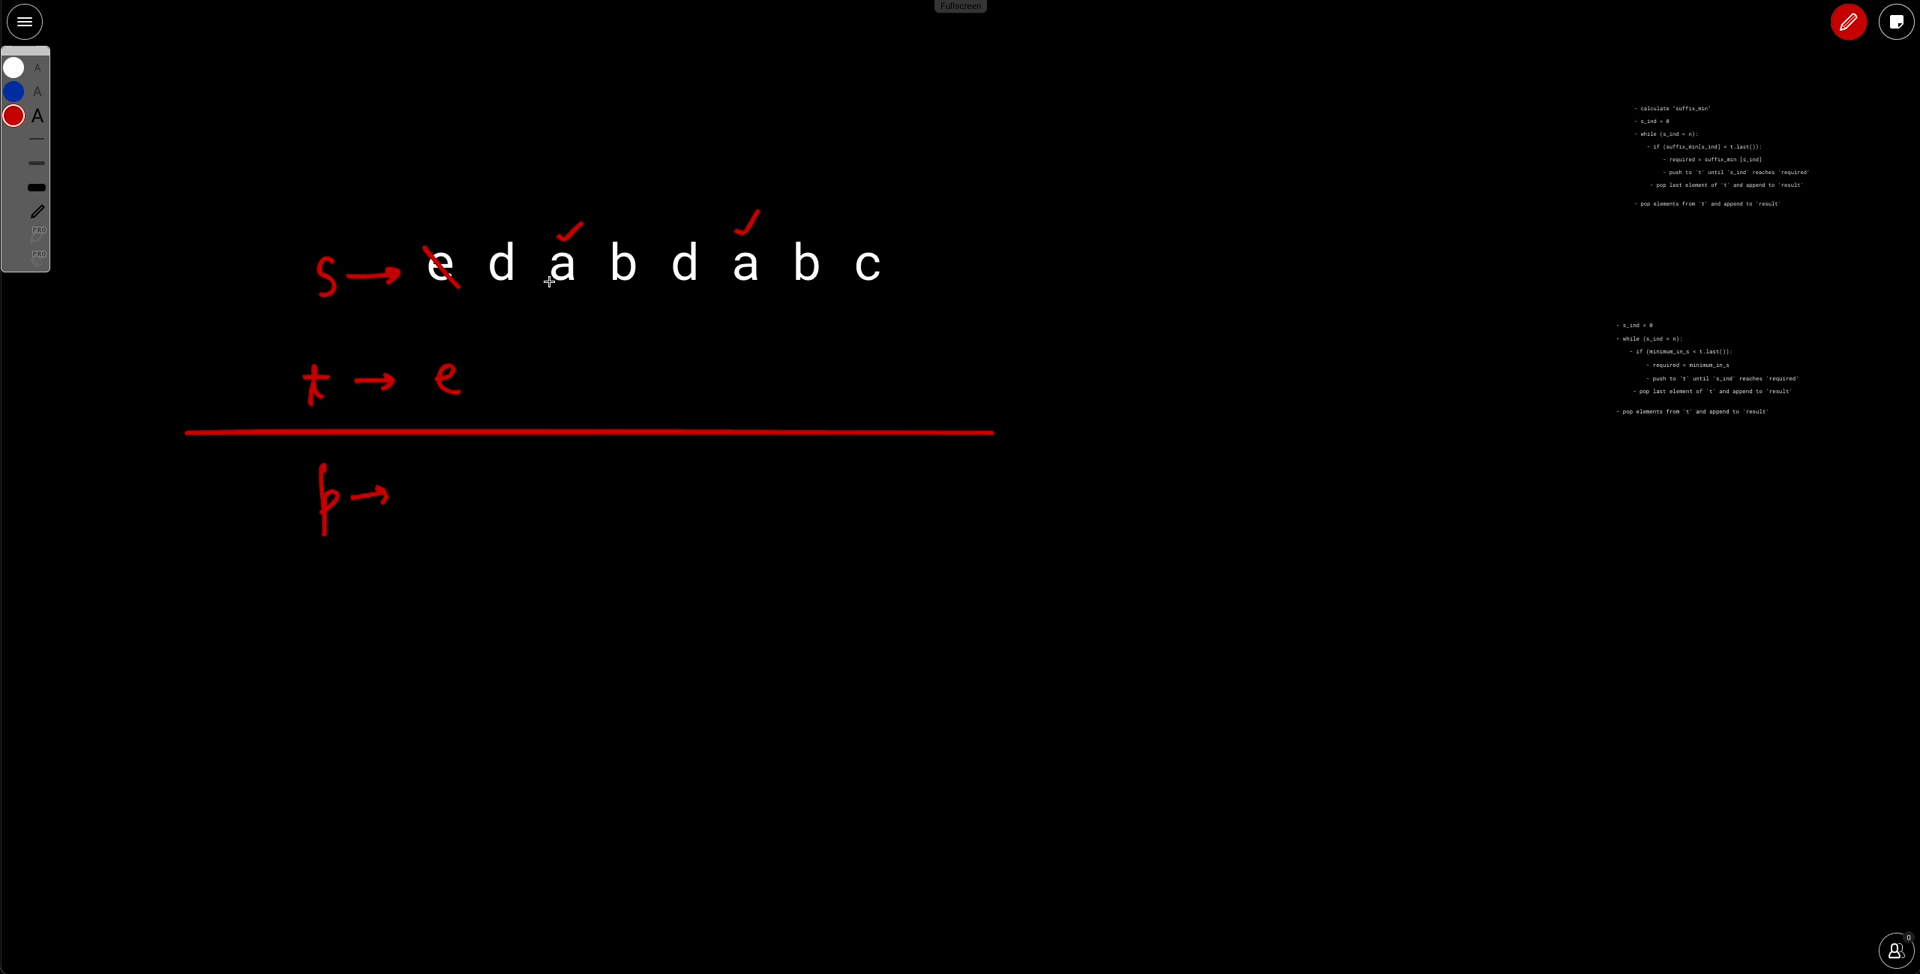 Fullscreen
A
A
A
PRO
PRO
s → e d a b d a b c
t → e
p →
- calculate "suffix_min"
- s_ind = 0
- while (s_ind < n):
- if (suffix_min[s_ind] < t.last()):
- required = suffix_min [s_ind]
- push to `t` until `s_ind` reaches `required`
- pop last element of `t` and append to `result`
- pop elements from `t` and append to `result`
- s_ind = 0
- while (s_ind < n):
- if (minimum_in_s < t.last()):
- required = minimum_in_s
- push to `t` until `s_ind` reaches `required`
- pop last element of `t` and append to `result`
- pop elements from `t` and append to `result`
0